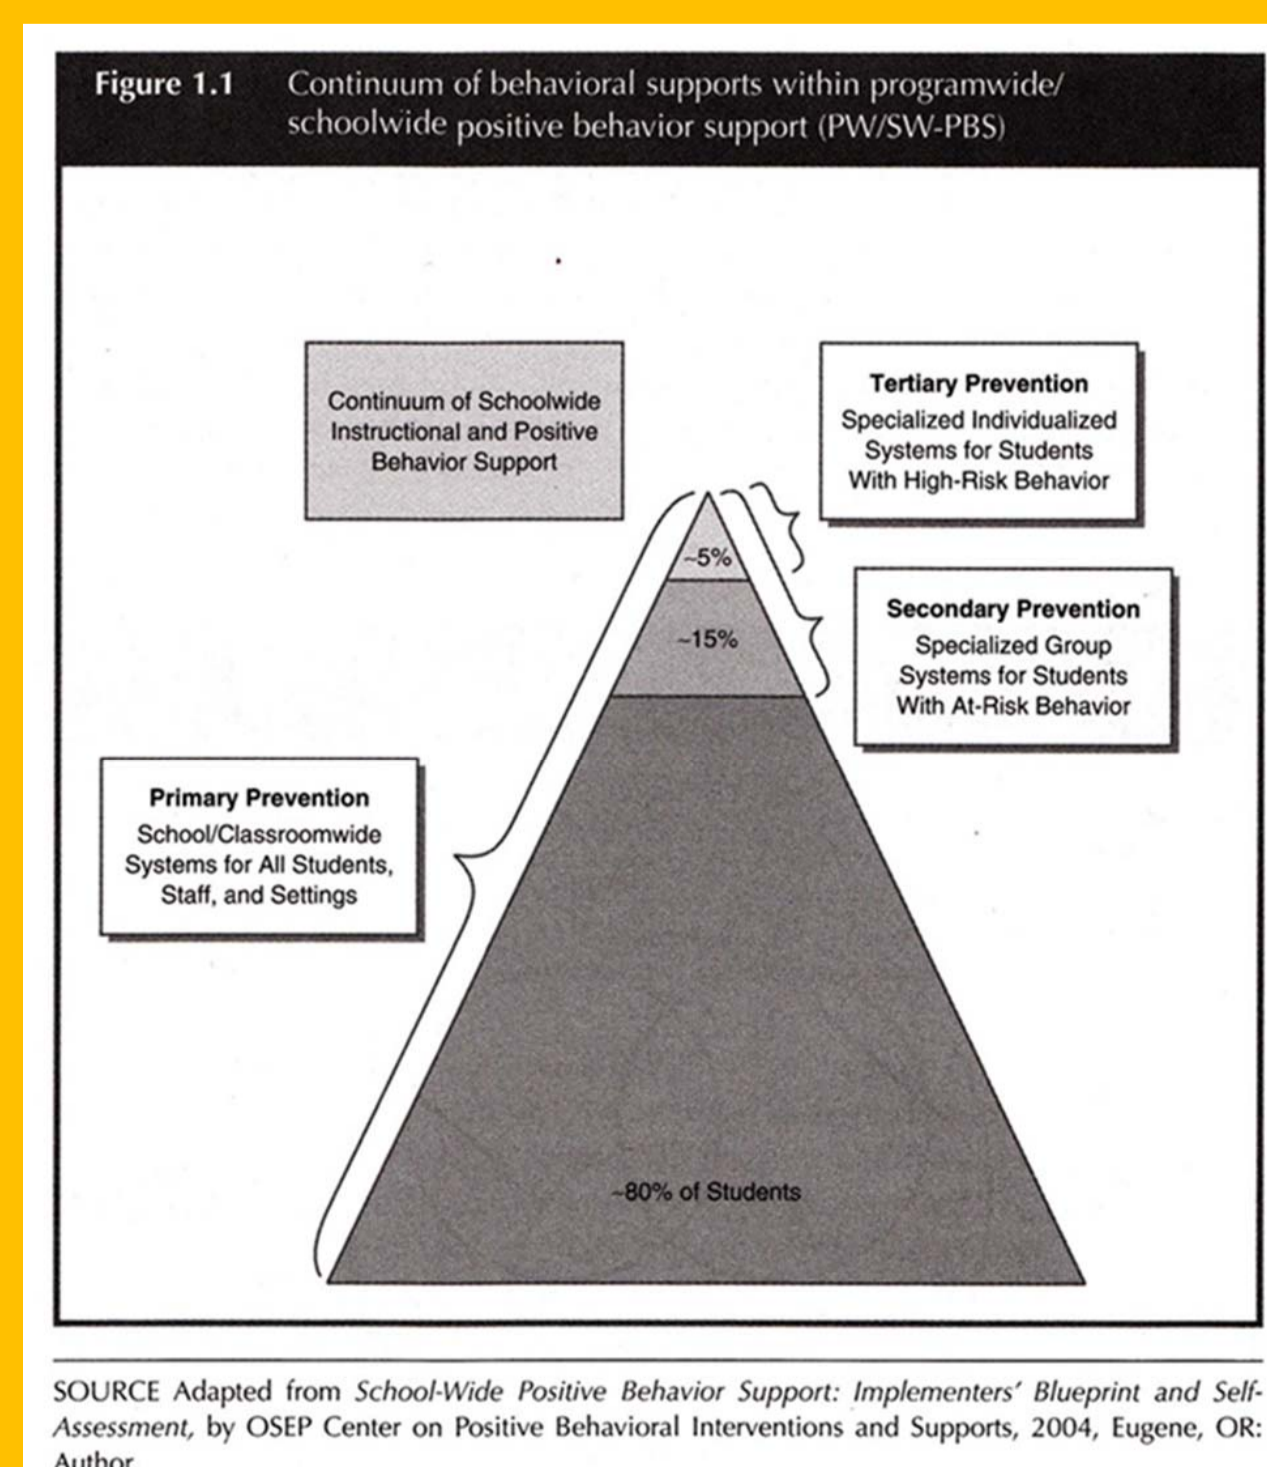 Figure 1.1
Continuum of behavioral supports within programwide/
schoolwide positive behavior support (PW/SW-PBS)
Continuum of Schoolwide
Instructional and Positive
Behavior Support
Tertiary Prevention
Specialized Individualized
Systems for Students
With High-Risk Behavior
~5%
Secondary Prevention
Specialized Group
Systems for Students
With At-Risk Behavior
~15%
Primary Prevention
School/Classroomwide
Systems for All Students,
Staff, and Settings
~80% of Students
SOURCE Adapted from School-Wide Positive Behavior Support: Implementers' Blueprint and Self-
Assessment, by OSEP Center on Positive Behavioral Interventions and Supports, 2004, Eugene, OR:
Author